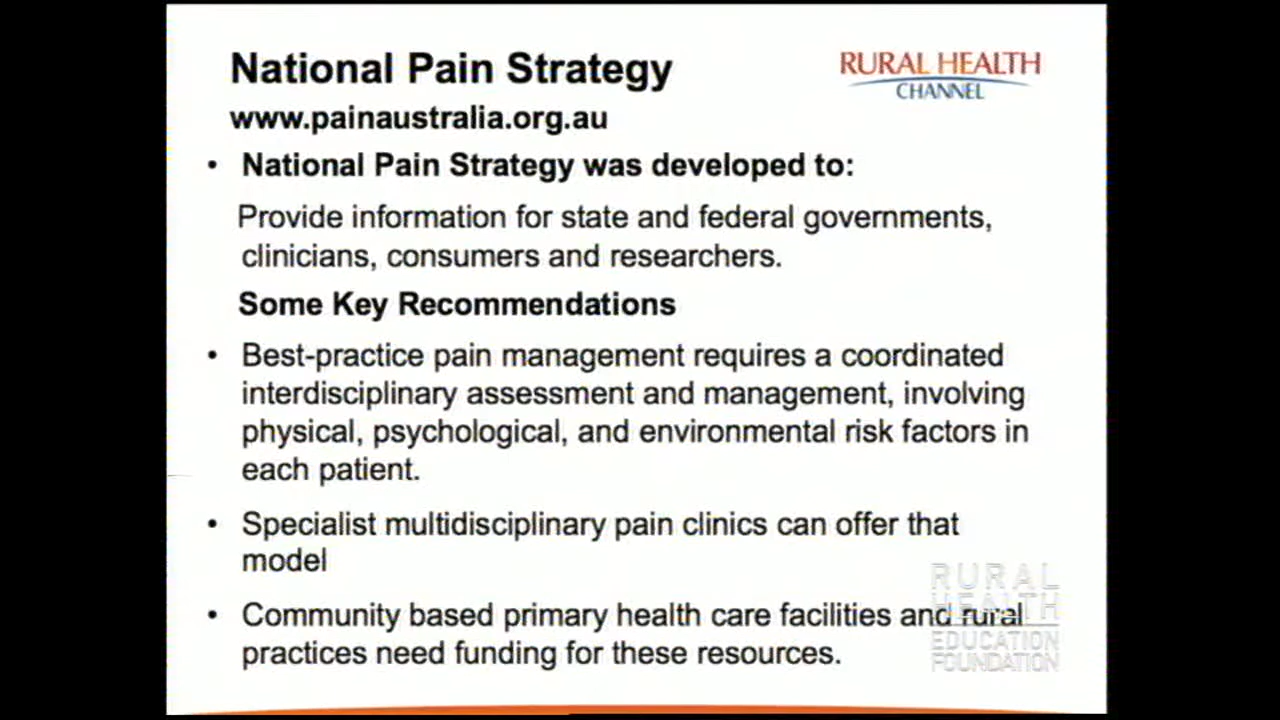 National Pain Strategy
RURAL HEALTH
CHANNEL
www.painaustralia.org.au
• National Pain Strategy was developed to:
Provide information for state and federal governments,
clinicians, consumers and researchers.
Some Key Recommendations
• Best-practice pain management requires a coordinated
interdisciplinary assessment and management, involving
physical, psychological, and environmental risk factors in
each patient.
• Specialist multidisciplinary pain clinics can offer that
model
• Community based primary health care facilities and rural
practices need funding for these resources.
RURAL
HEALTH
EDUCATION
FOUNDATION